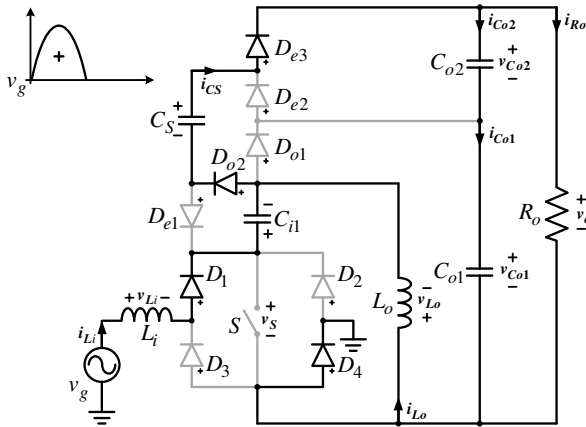 +
v_g
i_Co2
i_Ro
D_e3
C_o2
+
v_Co2
−
i_CS
+
C_S
−
D_e2
i_Co1
D_o1
D_o2
−
C_i1
+
D_e1
R_o
+
−
D_1
D_2
C_o1
+
v_Co1
−
+ v_Li −
L_i
S
+
v_S
−
L_o
−
v_Lo
+
i_Li
D_3
D_4
v_g
i_Lo